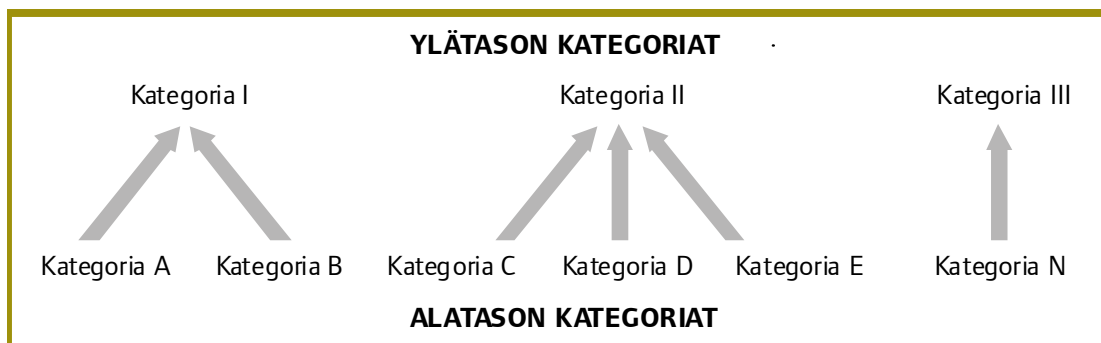 YLÄTASON KATEGORIAT
Kategoria I Kategoria II Kategoria III
Kategoria A Kategoria B Kategoria C Kategoria D Kategoria E Kategoria N
ALATASON KATEGORIAT